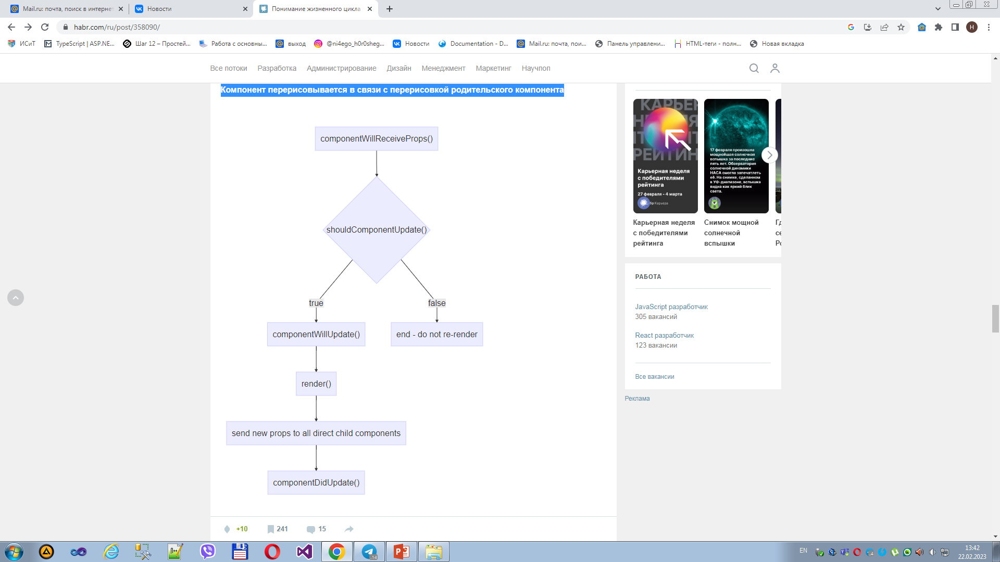 Mail.ru: почта, поиск в интернет
Новости
Понимание жизненного цикла
habr.com/ru/post/358090/
Н
ИСиТ
TypeScript | ASP.NE...
Шаг 12 – Простей...
Работа с основны...
выход
@ni4ego_h0r0sheg...
Новости
Documentation - D...
Mail.ru: почта, пои...
Панель управлени...
HTML-теги - полн...
Новая вкладка
Все потоки
Разработка
Администрирование
Дизайн
Менеджмент
Маркетинг
Научпоп
Компонент перерисовывается в связи с перерисовкой родительского компонента
componentWillReceiveProps()
shouldComponentUpdate()
true
false
componentWillUpdate()
end - do not re-render
render()
send new props to all direct child components
componentDidUpdate()
+10
241
15
Карьерная неделя
с победителями
рейтинга
27 февраля - 4 марта
бр Карьера
17 февраля произошла
мощнейшая солнечная
вспышка за последние
пять лет. Обсерватория
солнечной динамики
НАСА смогла запечатлеть
её. На снимке, сделанном
в УФ-диапазоне, вспышка
видна как яркий блик
света.
Карьерная неделя
с победителями
рейтинга
Снимок мощной
солнечной
вспышки
РАБОТА
JavaScript разработчик
305 вакансий
React разработчик
123 вакансии
Все вакансии
Реклама
EN
13:42
22.02.2023